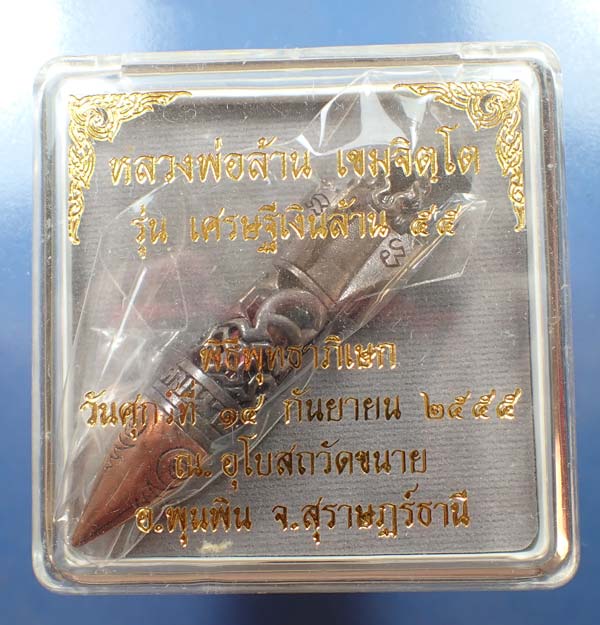 หลวงพ่อล้าน เขมจิตฺโต
รุ่น เศรษฐีเงินล้าน ๕๕
พิธีพุทธาภิเษก
วันศุกร์ที่ ๑๔ กันยายน ๒๕๕๕
ณ. อุโบสถวัดขนาย
อ.พุนพิน จ.สุราษฎร์ธานี